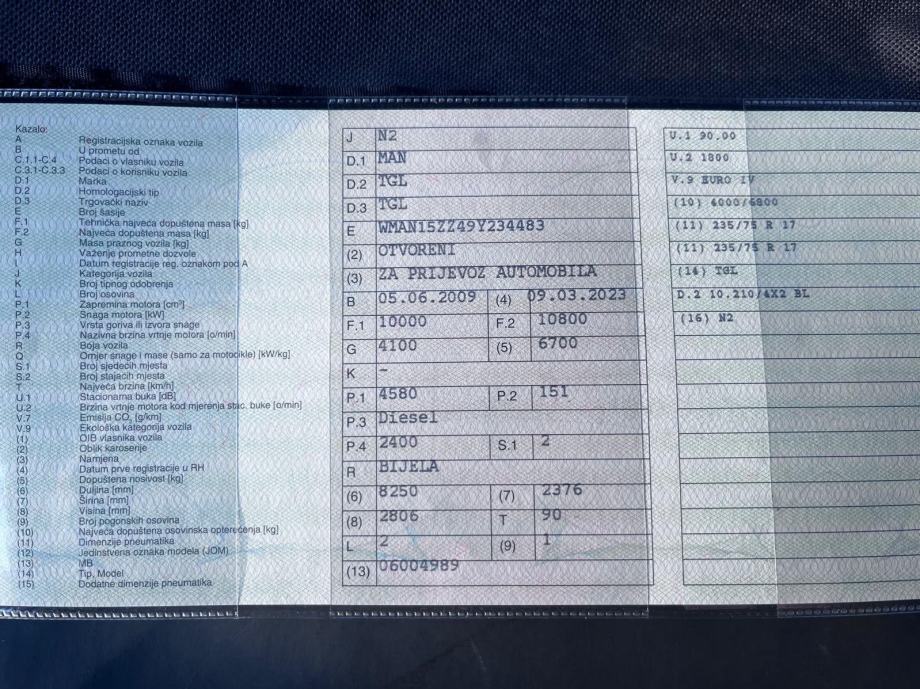 Kazalo:
A Registracijska oznaka vozila
B U prometu od
C.1.1-C.4 Podaci o vlasniku vozila
C.3.1-C.3.3 Podaci o korisniku vozila
D.1 Marka
D.2 Homologacijski tip
D.3 Trgovački naziv
E Broj šasije
F.1 Tehnička najveća dopuštena masa [kg]
F.2 Najveća dopuštena masa [kg]
G Masa praznog vozila [kg]
H Važenje prometne dozvole
I Datum registracije reg. oznakom pod A
J Kategorija vozila
K Broj tipnog odobrenja
L Broj osovina
P.1 Zapremina motora [cm³]
P.2 Snaga motora [kW]
P.3 Vrsta goriva ili izvora snage
P.4 Nazivna brzina vrtnje motora [o/min]
R Boja vozila
Q Omjer snage i mase (samo za motocikle) [kW/kg]
S.1 Broj sjedećih mjesta
S.2 Broj stajaćih mjesta
T Najveća brzina [km/h]
U.1 Stacionarna buka [dB]
U.2 Brzina vrtnje motora kod mjerenja stac. buke [o/min]
V.7 Emisija CO₂ [g/km]
V.9 Ekološka kategorija vozila
(1) OIB vlasnika vozila
(2) Oblik karoserije
(3) Namjena
(4) Datum prve registracije u RH
(5) Dopuštena nosivost [kg]
(6) Duljina [mm]
(7) Širina [mm]
(8) Visina [mm]
(9) Broj pogonskih osovina
(10) Najveća dopuštena osovinska opterećenja [kg]
(11) Dimenzije pneumatika
(12) Jedinstvena oznaka modela (JOM)
(13) MB
(14) Tip, Model
(15) Dodatne dimenzije pneumatika
J N2
D.1 MAN
D.2 TGL
D.3 TGL
E WMAN15ZZ49Y234483
(2) OTVORENI
(3) ZA PRIJEVOZ AUTOMOBILA
B 05.06.2009 (4) 09.03.2023
F.1 10000 F.2 10800
G 4100 (5) 6700
K -
P.1 4580 P.2 151
P.3 Diesel
P.4 2400 S.1 2
R BIJELA
(6) 8250 (7) 2376
(8) 2806 T 90
L 2 (9) 1
(13) 06004989
U.1 90.00
U.2 1800
V.9 EURO IV
(10) 4000/6800
(11) 235/75 R 17
(11) 235/75 R 17
(14) TGL
D.2 10.210/4X2 BL
(16) N2